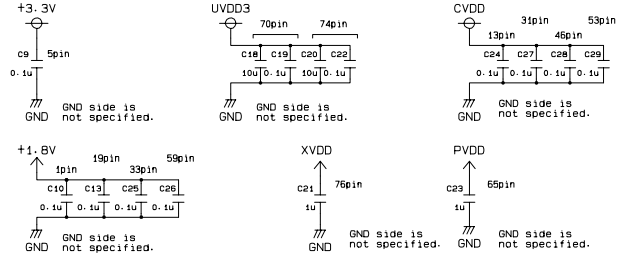 +3.3V
UVDD3
CVDD
70pin
74pin
31pin
53pin
13pin
46pin
C9
5pin
C18
C19
C20
C22
C24
C27
C28
C29
0.1u
10u
0.1u
10u
0.1u
0.1u
0.1u
0.1u
0.1u
GND
GND side is
not specified.
GND
GND side is
not specified.
GND
GND side is
not specified.
+1.8V
XVDD
PVDD
1pin
19pin
33pin
59pin
C10
C13
C25
C26
C21
76pin
C23
65pin
0.1u
0.1u
0.1u
0.1u
1u
1u
GND
GND side is
not specified.
GND
GND side is
not specified.
GND
GND side is
not specified.